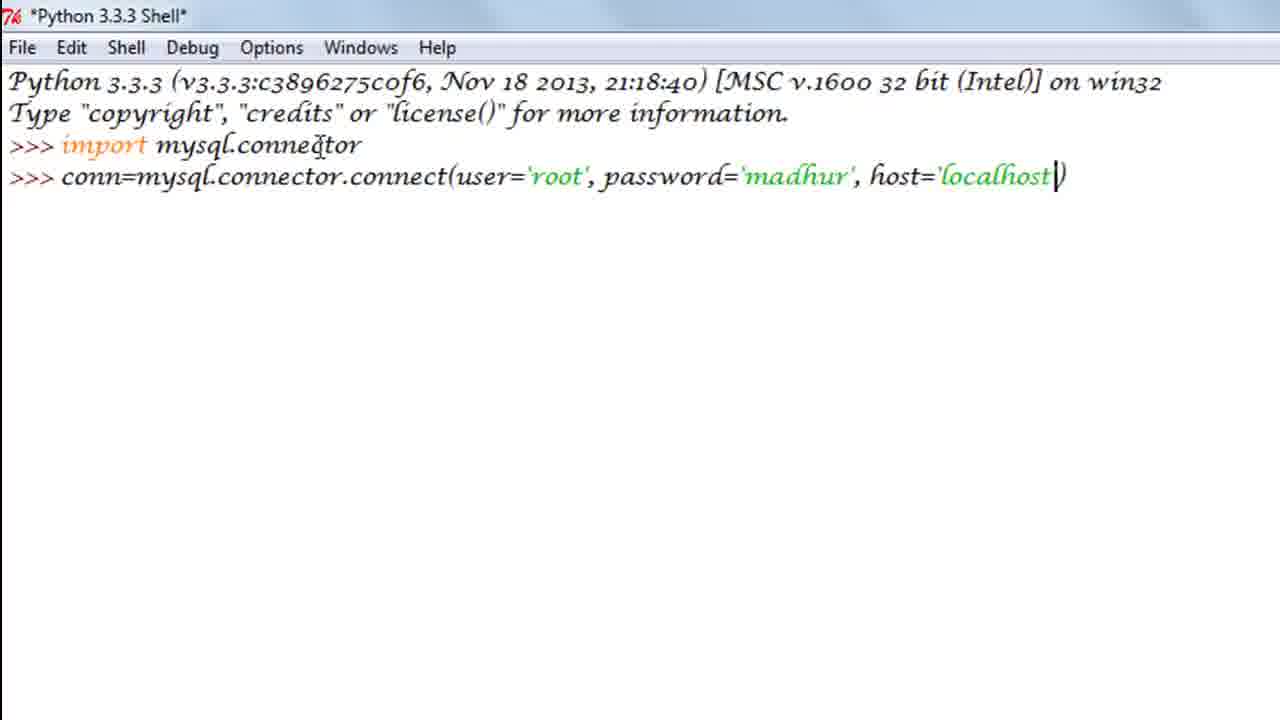 *Python 3.3.3 Shell*
File Edit Shell Debug Options Windows Help
Python 3.3.3 (v3.3.3:c3896275c0f6, Nov 18 2013, 21:18:40) [MSC v.1600 32 bit (Intel)] on win32
Type "copyright", "credits" or "license()" for more information.
>>> import mysql.connector
>>> conn=mysql.connector.connect(user='root', password='madhur', host='localhost)